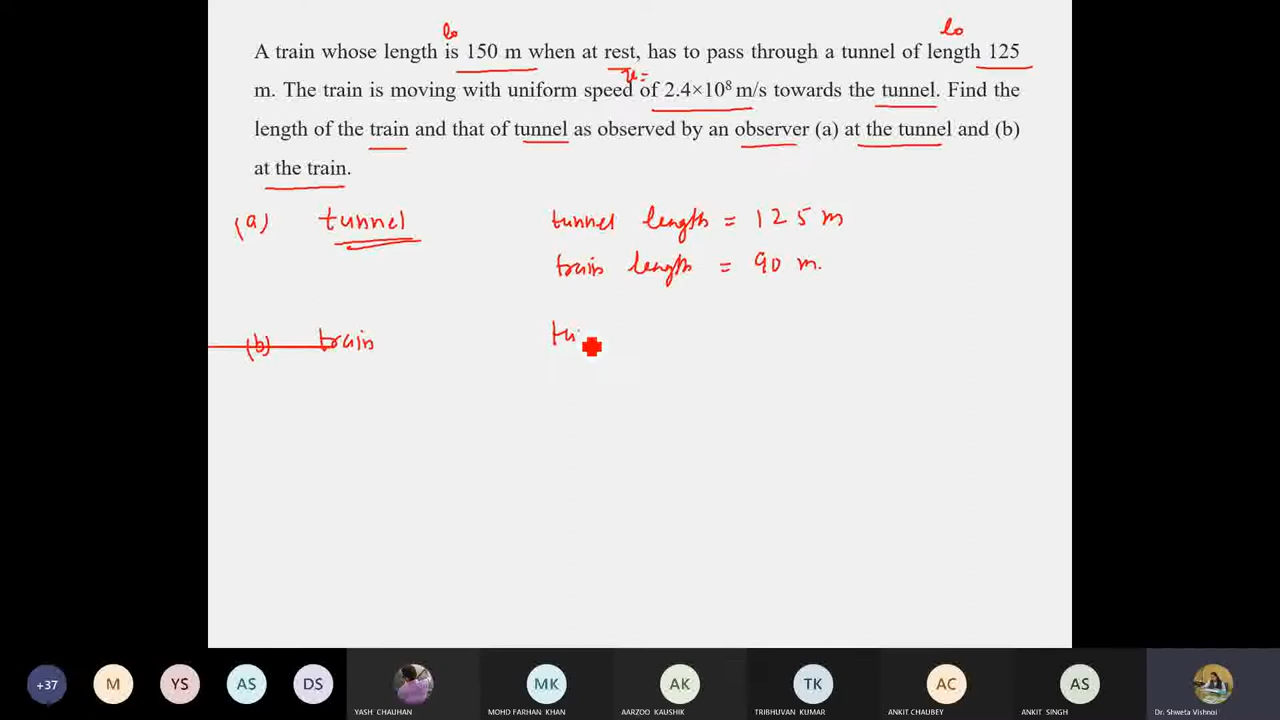 lo lo
A train whose length is 150 m when at rest, has to pass through a tunnel of length 125
m. The train is moving with uniform speed of 2.4×10⁸ m/s towards the tunnel. Find the
length of the train and that of tunnel as observed by an observer (a) at the tunnel and (b)
at the train.
(a) tunnel tunnel length = 125 m
train length = 90 m.
(b) train
+37 M YS AS DS MK AK TK AC AS
YASH CHAUHAN MOHD FARHAN KHAN AARZOO KAUSHIK TRIBHUVAN KUMAR ANKIT CHAUBEY ANKIT SINGH Dr. Shweta Vishnoi